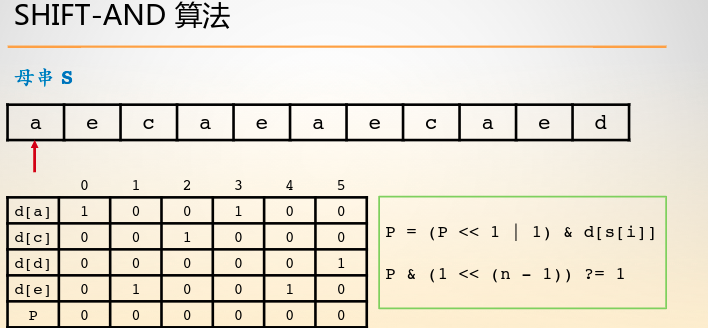 SHIFT-AND 算法
母串 S
a e c a e a e c a e d
0 1 2 3 4 5
d[a] 1 0 0 1 0 0
d[c] 0 0 1 0 0 0
d[d] 0 0 0 0 0 1
d[e] 0 1 0 0 1 0
P 0 0 0 0 0 0
P = (P << 1 | 1) & d[s[i]]
P & (1 << (n - 1)) ?= 1